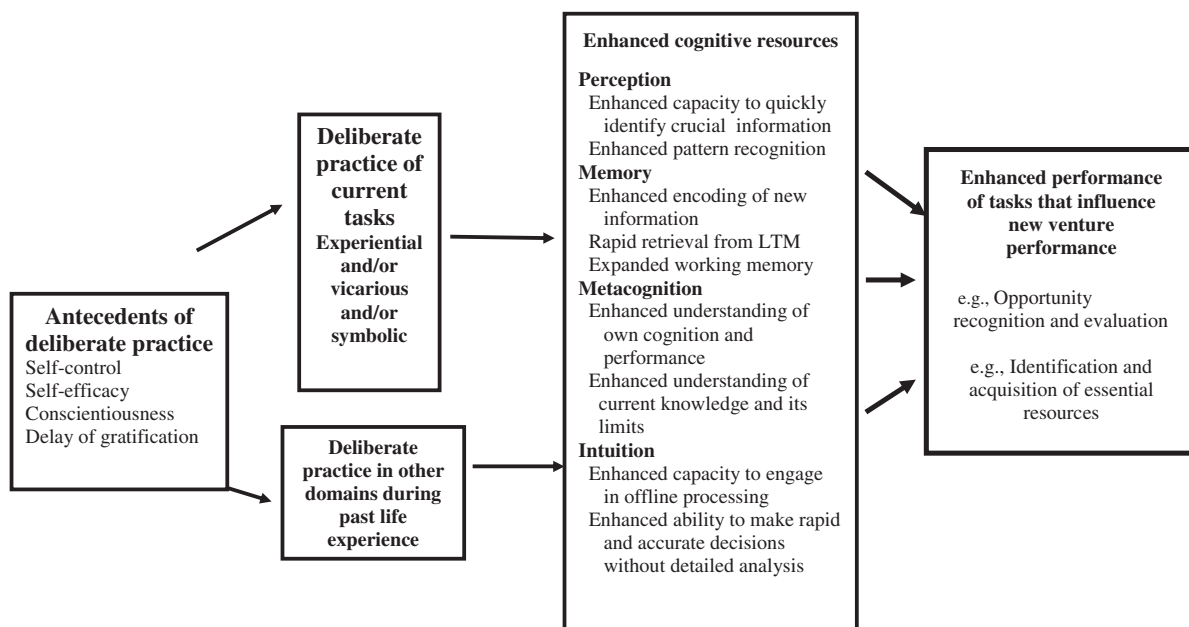 Antecedents of
deliberate practice
Self-control
Self-efficacy
Conscientiousness
Delay of gratification
Deliberate
practice of
current
tasks
Experiential
and/or
vicarious
and/or
symbolic
Deliberate
practice in other
domains during
past life
experience
Enhanced cognitive resources
Perception
Enhanced capacity to quickly
identify crucial information
Enhanced pattern recognition
Memory
Enhanced encoding of new
information
Rapid retrieval from LTM
Expanded working memory
Metacognition
Enhanced understanding of
own cognition and
performance
Enhanced understanding of
current knowledge and its
limits
Intuition
Enhanced capacity to engage
in offline processing
Enhanced ability to make rapid
and accurate decisions
without detailed analysis
Enhanced performance
of tasks that influence
new venture
performance
e.g., Opportunity
recognition and evaluation
e.g., Identification and
acquisition of essential
resources